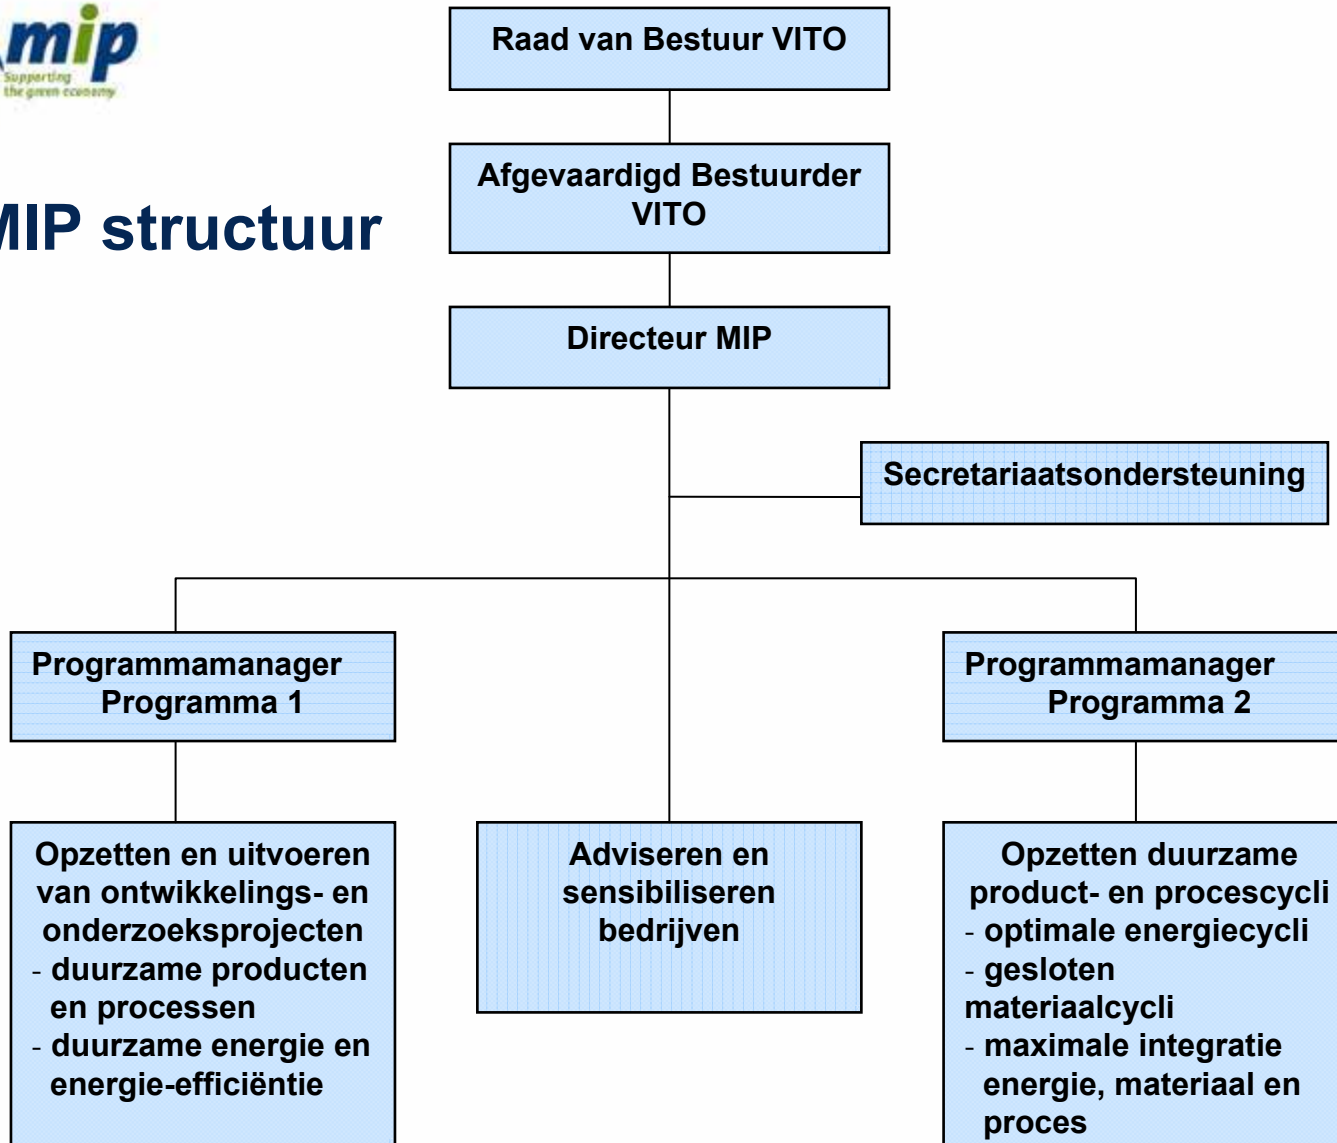 mip
Supporting
the green economy
MIP structuur
Raad van Bestuur VITO
Afgevaardigd Bestuurder
VITO
Directeur MIP
Secretariaatsondersteuning
Programmamanager
Programma 1
Programmamanager
Programma 2
Opzetten en uitvoeren
van ontwikkelings- en
onderzoeksprojecten
- duurzame producten
en processen
- duurzame energie en
energie-efficiëntie
Adviseren en
sensibiliseren
bedrijven
Opzetten duurzame
product- en procescycli
- optimale energiecycli
- gesloten
materiaalcycli
- maximale integratie
energie, materiaal en
proces